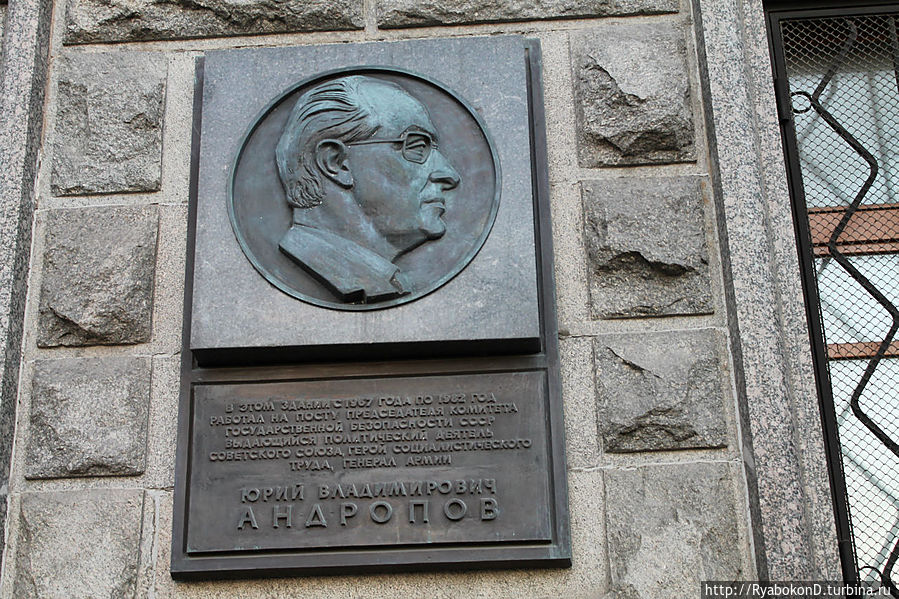 В ЭТОМ ЗДАНИИ С 1967 ГОДА ПО 1982 ГОД
РАБОТАЛ НА ПОСТУ ПРЕДСЕДАТЕЛЯ КОМИТЕТА
ГОСУДАРСТВЕННОЙ БЕЗОПАСНОСТИ СССР
ВЫДАЮЩИЙСЯ ПОЛИТИЧЕСКИЙ ДЕЯТЕЛЬ
СОВЕТСКОГО СОЮЗА, ГЕРОЙ СОЦИАЛИСТИЧЕСКОГО
ТРУДА, ГЕНЕРАЛ АРМИИ
ЮРИЙ ВЛАДИМИРОВИЧ
АНДРОПОВ
http://RyabokonD.turbina.ru